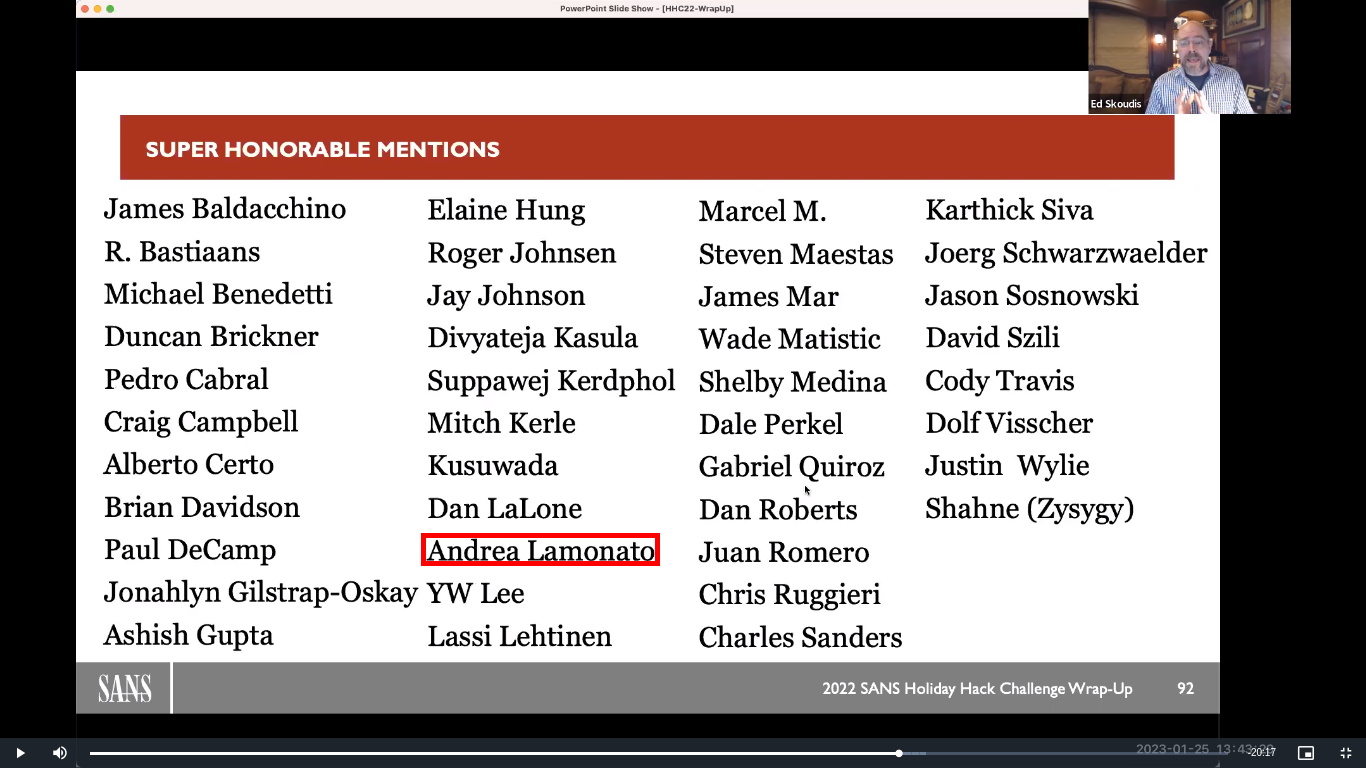 PowerPoint Slide Show - [HHC22-WrapUp]
Ed Skoudis
SUPER HONORABLE MENTIONS
James Baldacchino
R. Bastiaans
Michael Benedetti
Duncan Brickner
Pedro Cabral
Craig Campbell
Alberto Certo
Brian Davidson
Paul DeCamp
Jonahlyn Gilstrap-Oskay
Ashish Gupta
Elaine Hung
Roger Johnsen
Jay Johnson
Divyateja Kasula
Suppawej Kerdphol
Mitch Kerle
Kusuwada
Dan LaLone
Andrea Lamonato
YW Lee
Lassi Lehtinen
Marcel M.
Steven Maestas
James Mar
Wade Matistic
Shelby Medina
Dale Perkel
Gabriel Quiroz
Dan Roberts
Juan Romero
Chris Ruggieri
Charles Sanders
Karthick Siva
Joerg Schwarzwaelder
Jason Sosnowski
David Szili
Cody Travis
Dolf Visscher
Justin  Wylie
Shahne (Zysygy)
SANS
2022 SANS Holiday Hack Challenge Wrap-Up 92
2023-01-25
-20:17